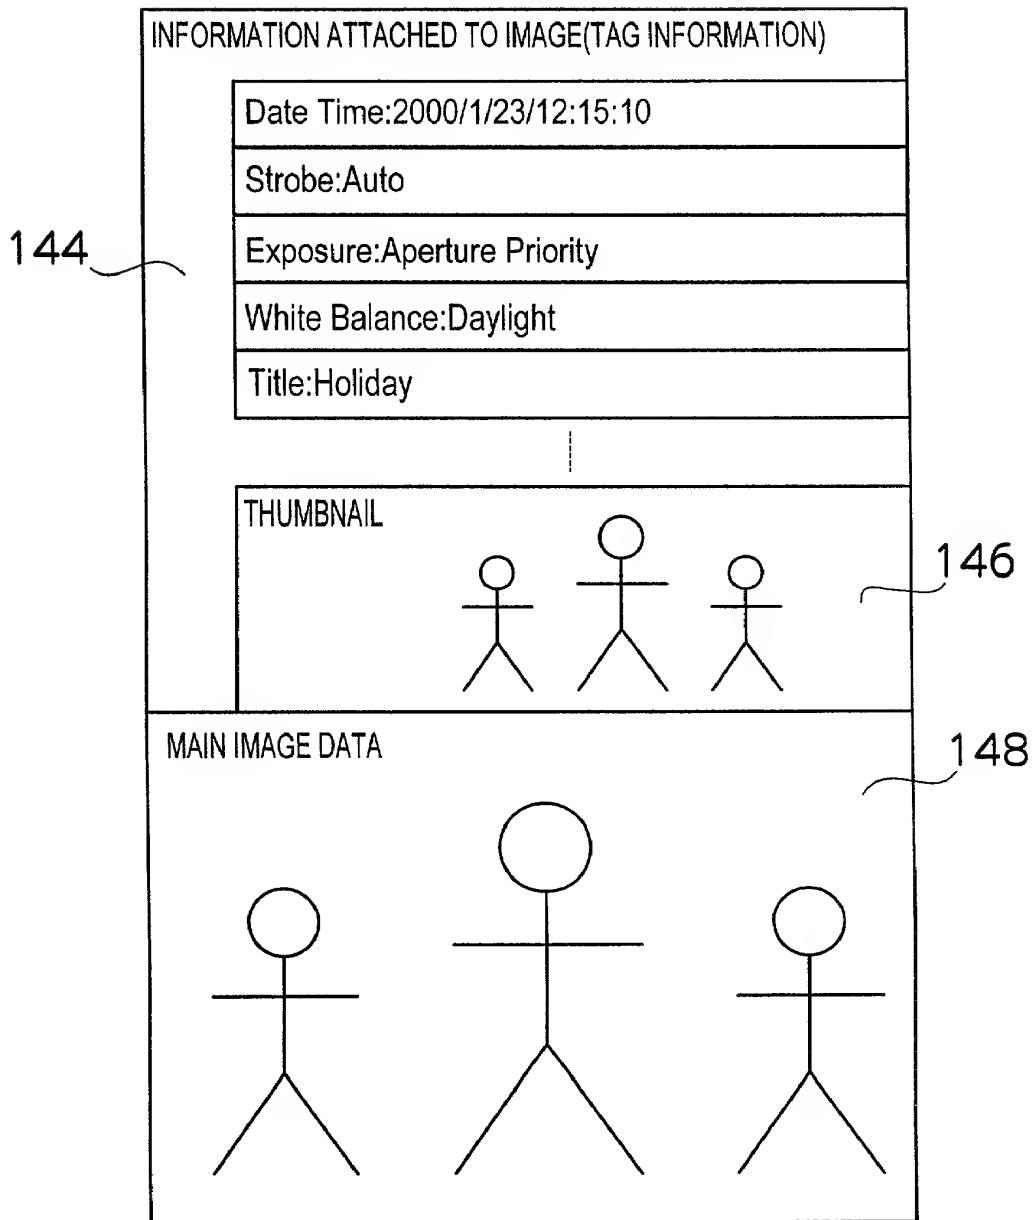 INFORMATION ATTACHED TO IMAGE(TAG INFORMATION)
Date Time:2000/1/23/12:15:10
Strobe:Auto
144
Exposure:Aperture Priority
White Balance:Daylight
Title:Holiday
THUMBNAIL
146
MAIN IMAGE DATA
148